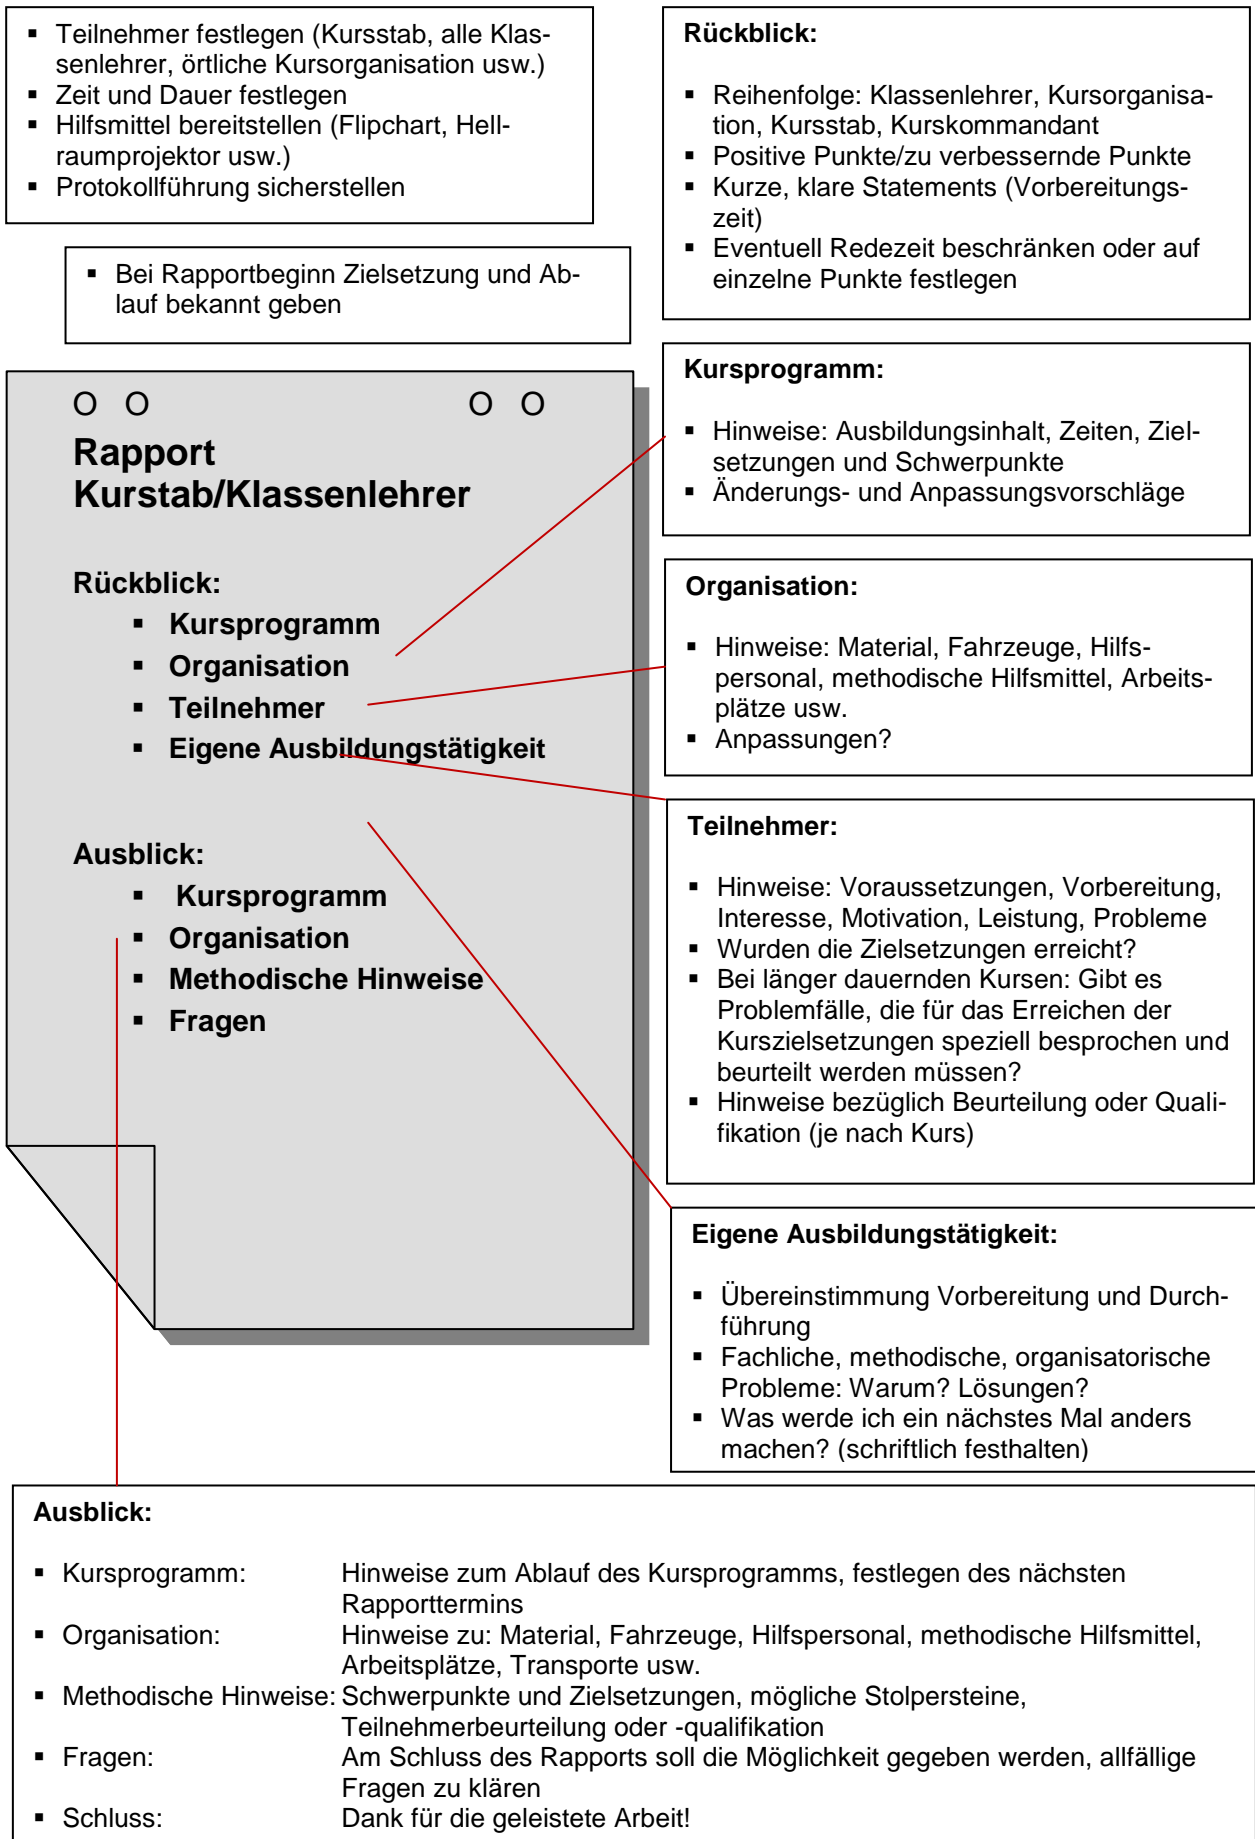 ▪ Teilnehmer festlegen (Kursstab, alle Klas-
senlehrer, örtliche Kursorganisation usw.)
▪ Zeit und Dauer festlegen
▪ Hilfsmittel bereitstellen (Flipchart, Hell-
raumprojektor usw.)
▪ Protokollführung sicherstellen
▪ Bei Rapportbeginn Zielsetzung und Ab-
lauf bekannt geben
O O O O
Rapport
Kurstab/Klassenlehrer
Rückblick:
▪ Kursprogramm
▪ Organisation
▪ Teilnehmer
▪ Eigene Ausbildungstätigkeit
Ausblick:
▪ Kursprogramm
▪ Organisation
▪ Methodische Hinweise
▪ Fragen
Rückblick:
▪ Reihenfolge: Klassenlehrer, Kursorganisa-
tion, Kursstab, Kurskommandant
▪ Positive Punkte/zu verbessernde Punkte
▪ Kurze, klare Statements (Vorbereitungs-
zeit)
▪ Eventuell Redezeit beschränken oder auf
einzelne Punkte festlegen
Kursprogramm:
▪ Hinweise: Ausbildungsinhalt, Zeiten, Ziel-
setzungen und Schwerpunkte
▪ Änderungs- und Anpassungsvorschläge
Organisation:
▪ Hinweise: Material, Fahrzeuge, Hilfs-
personal, methodische Hilfsmittel, Arbeits-
plätze usw.
▪ Anpassungen?
Teilnehmer:
▪ Hinweise: Voraussetzungen, Vorbereitung,
Interesse, Motivation, Leistung, Probleme
▪ Wurden die Zielsetzungen erreicht?
▪ Bei länger dauernden Kursen: Gibt es
Problemfälle, die für das Erreichen der
Kurszielsetzungen speziell besprochen und
beurteilt werden müssen?
▪ Hinweise bezüglich Beurteilung oder Quali-
fikation (je nach Kurs)
Eigene Ausbildungstätigkeit:
▪ Übereinstimmung Vorbereitung und Durch-
führung
▪ Fachliche, methodische, organisatorische
Probleme: Warum? Lösungen?
▪ Was werde ich ein nächstes Mal anders
machen? (schriftlich festhalten)
Ausblick:
▪ Kursprogramm: Hinweise zum Ablauf des Kursprogramms, festlegen des nächsten
Rapporttermins
▪ Organisation: Hinweise zu: Material, Fahrzeuge, Hilfspersonal, methodische Hilfsmittel,
Arbeitsplätze, Transporte usw.
▪ Methodische Hinweise: Schwerpunkte und Zielsetzungen, mögliche Stolpersteine,
Teilnehmerbeurteilung oder -qualifikation
▪ Fragen: Am Schluss des Rapports soll die Möglichkeit gegeben werden, allfällige
Fragen zu klären
▪ Schluss: Dank für die geleistete Arbeit!